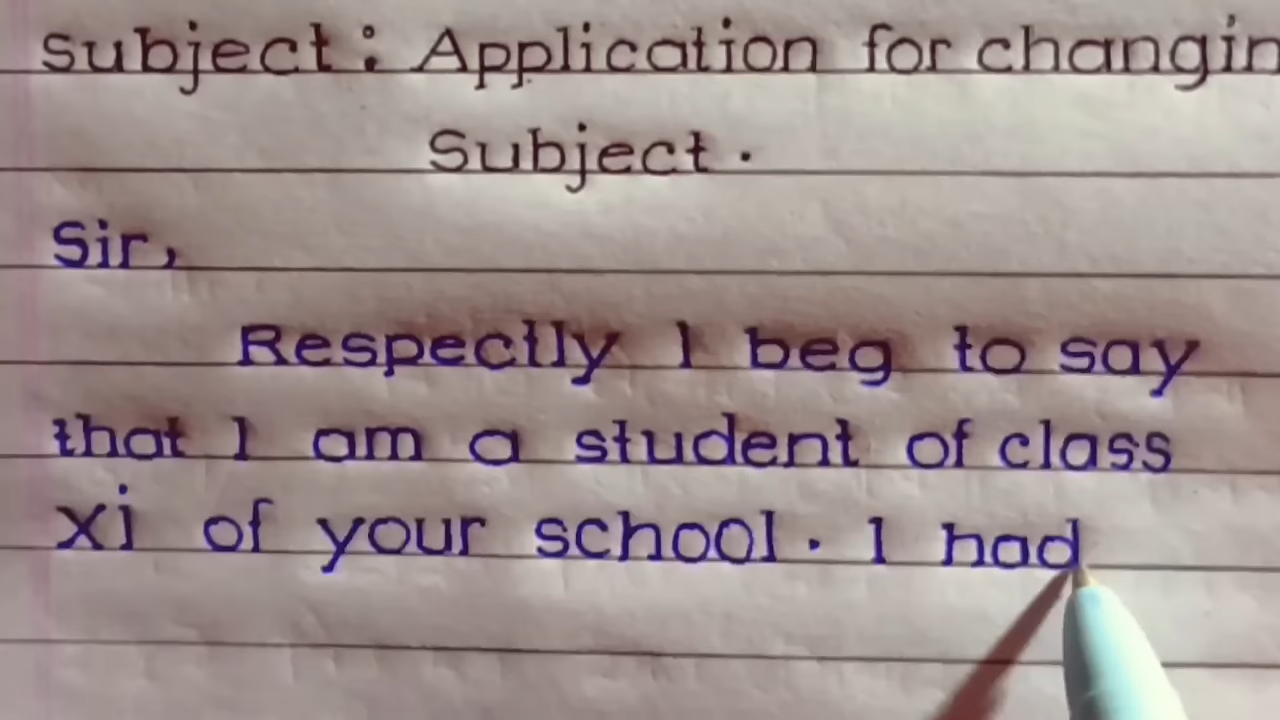 subject: Application for changin
Subject.
Sir,
Respectly I beg to say
that I am a student of class
xi of your school. I had